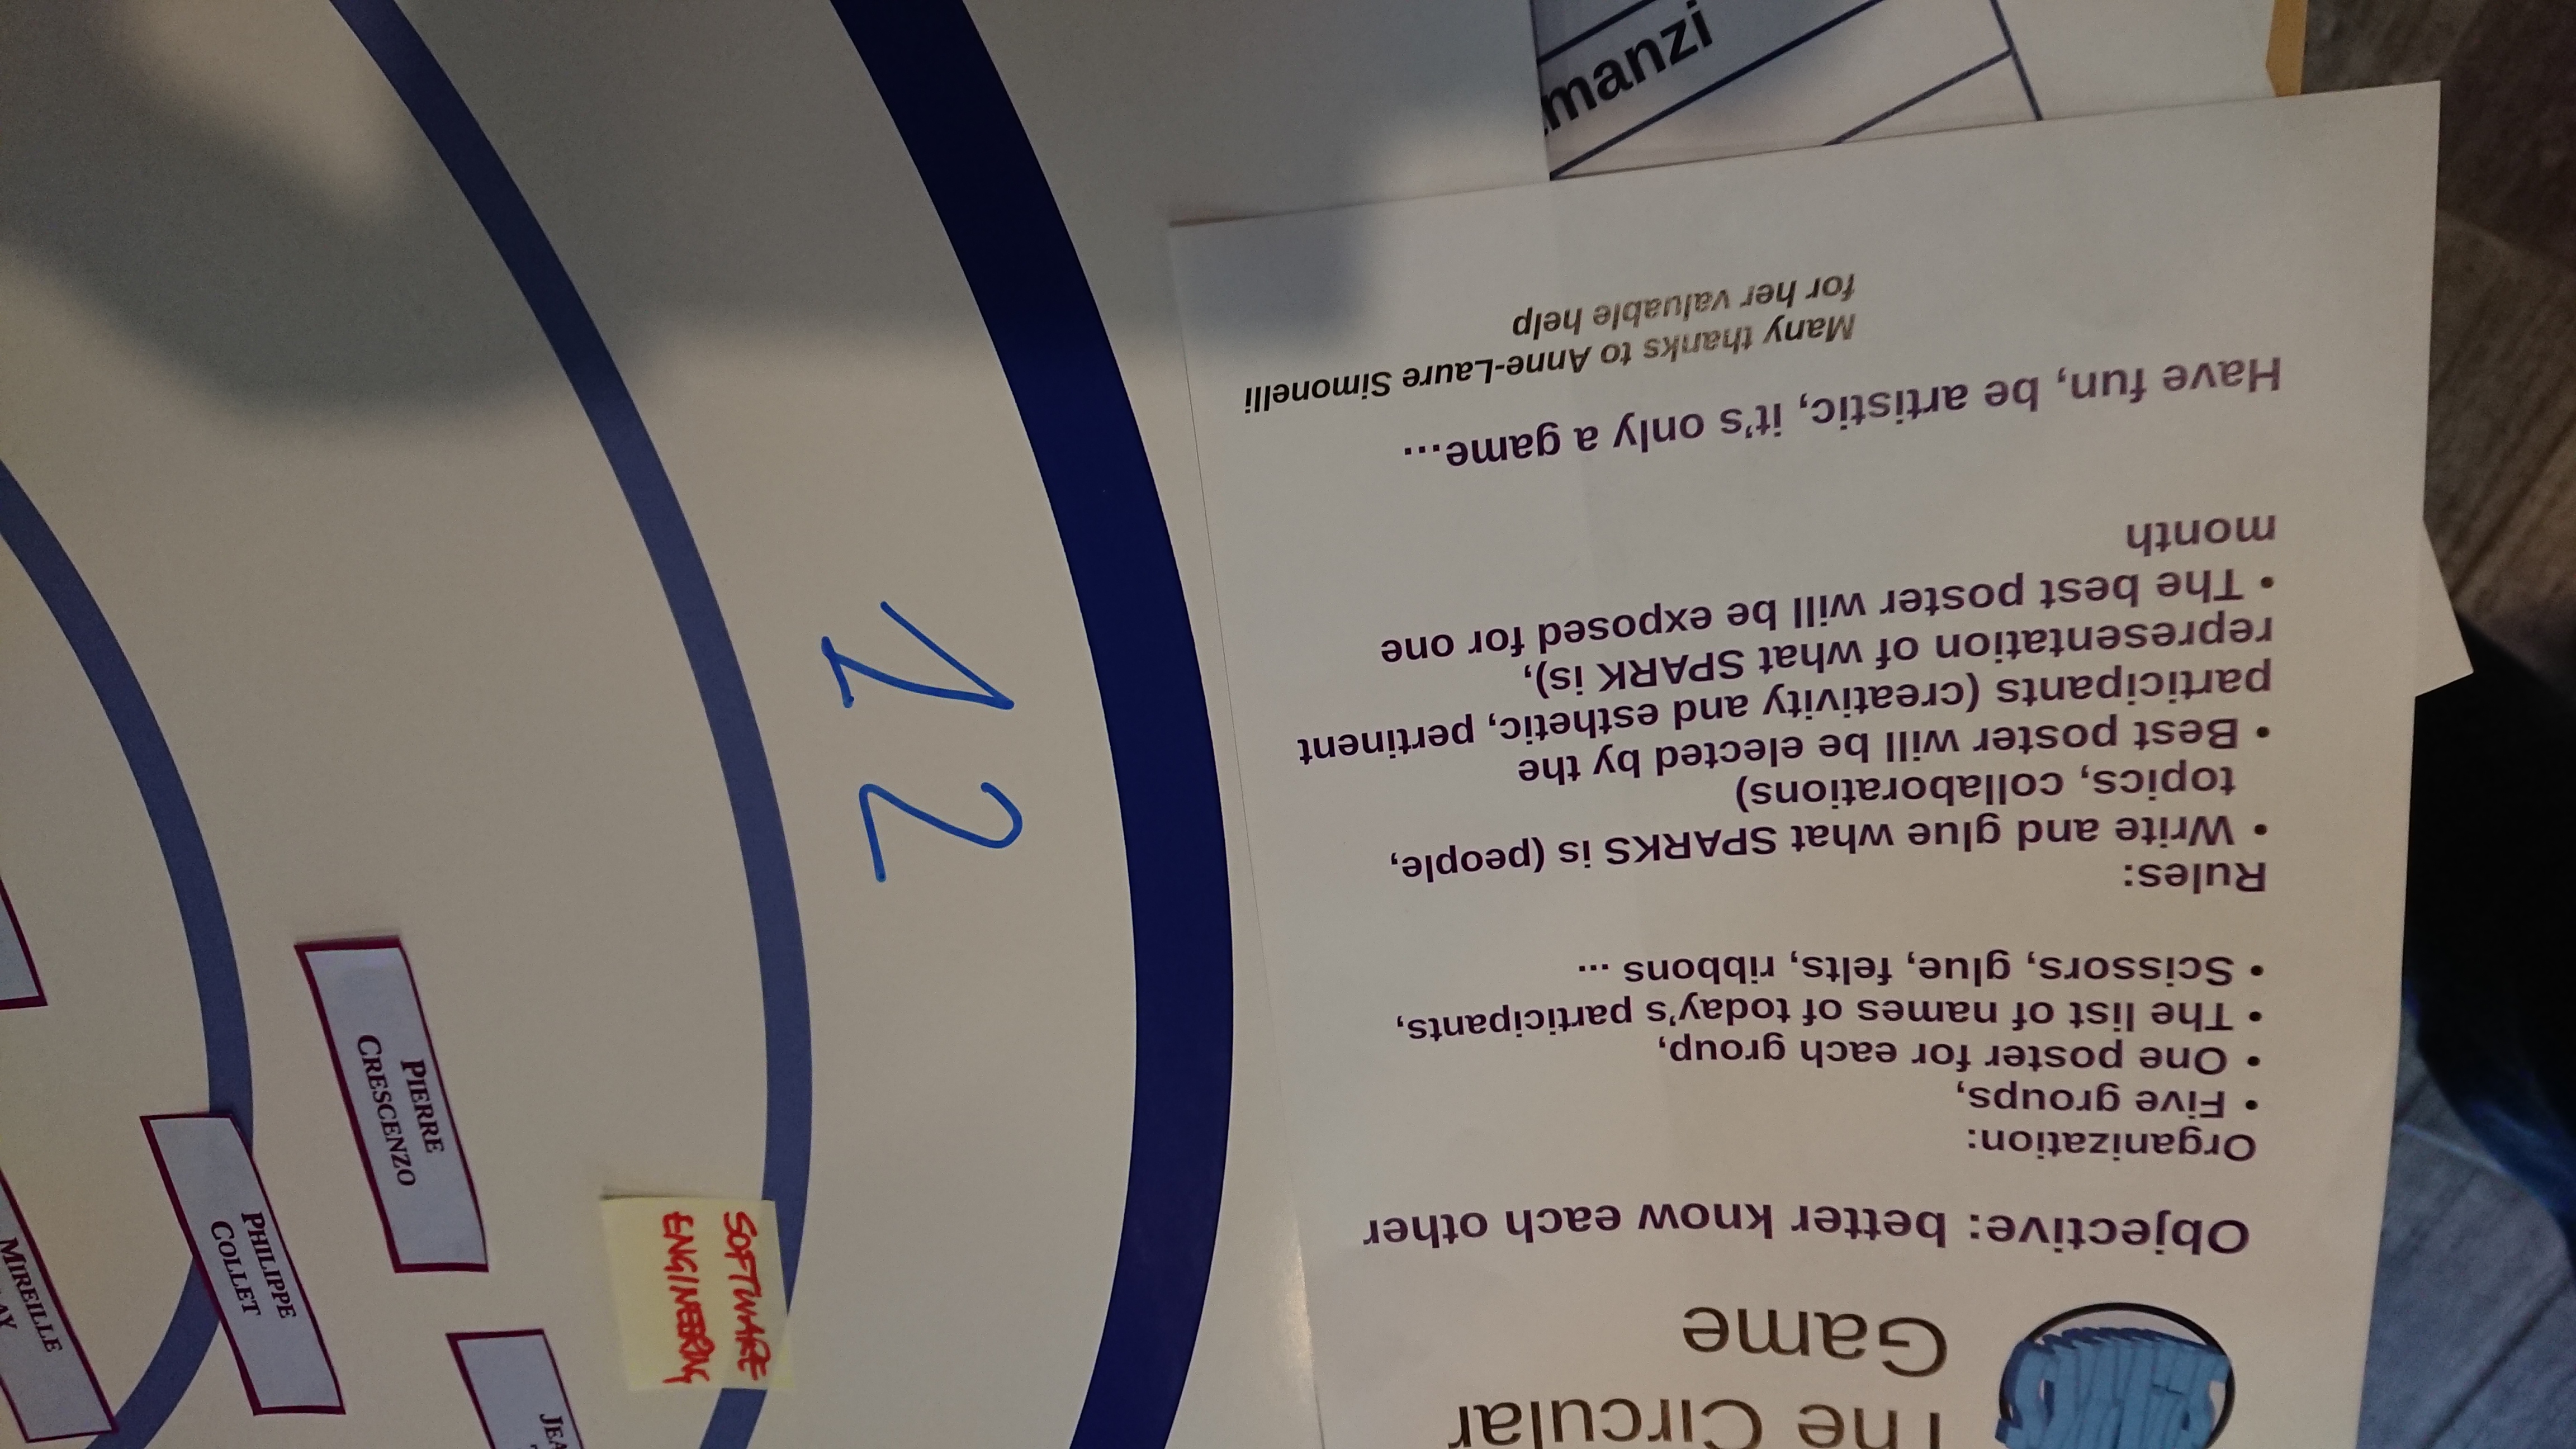 The Circular
Game
Objective: better know each other
Organization:
• Five groups,
• One poster for each group,
• The list of names of today's participants,
• Scissors, glue, felts, ribbons ...
Rules:
• Write and glue what SPARKS is (people,
topics, collaborations)
• Best poster will be elected by the
participants (creativity and esthetic, pertinent
representation of what SPARK is),
• The best poster will be exposed for one
month
Have fun, be artistic, it's only a game...
Many thanks to Anne-Laure Simonelli
for her valuable help
manzi
12
SOFTWARE
ENGINEERING
PIERRE
CRESCENZO
PHILIPPE
COLLET
MIREILLE
AY
JEA